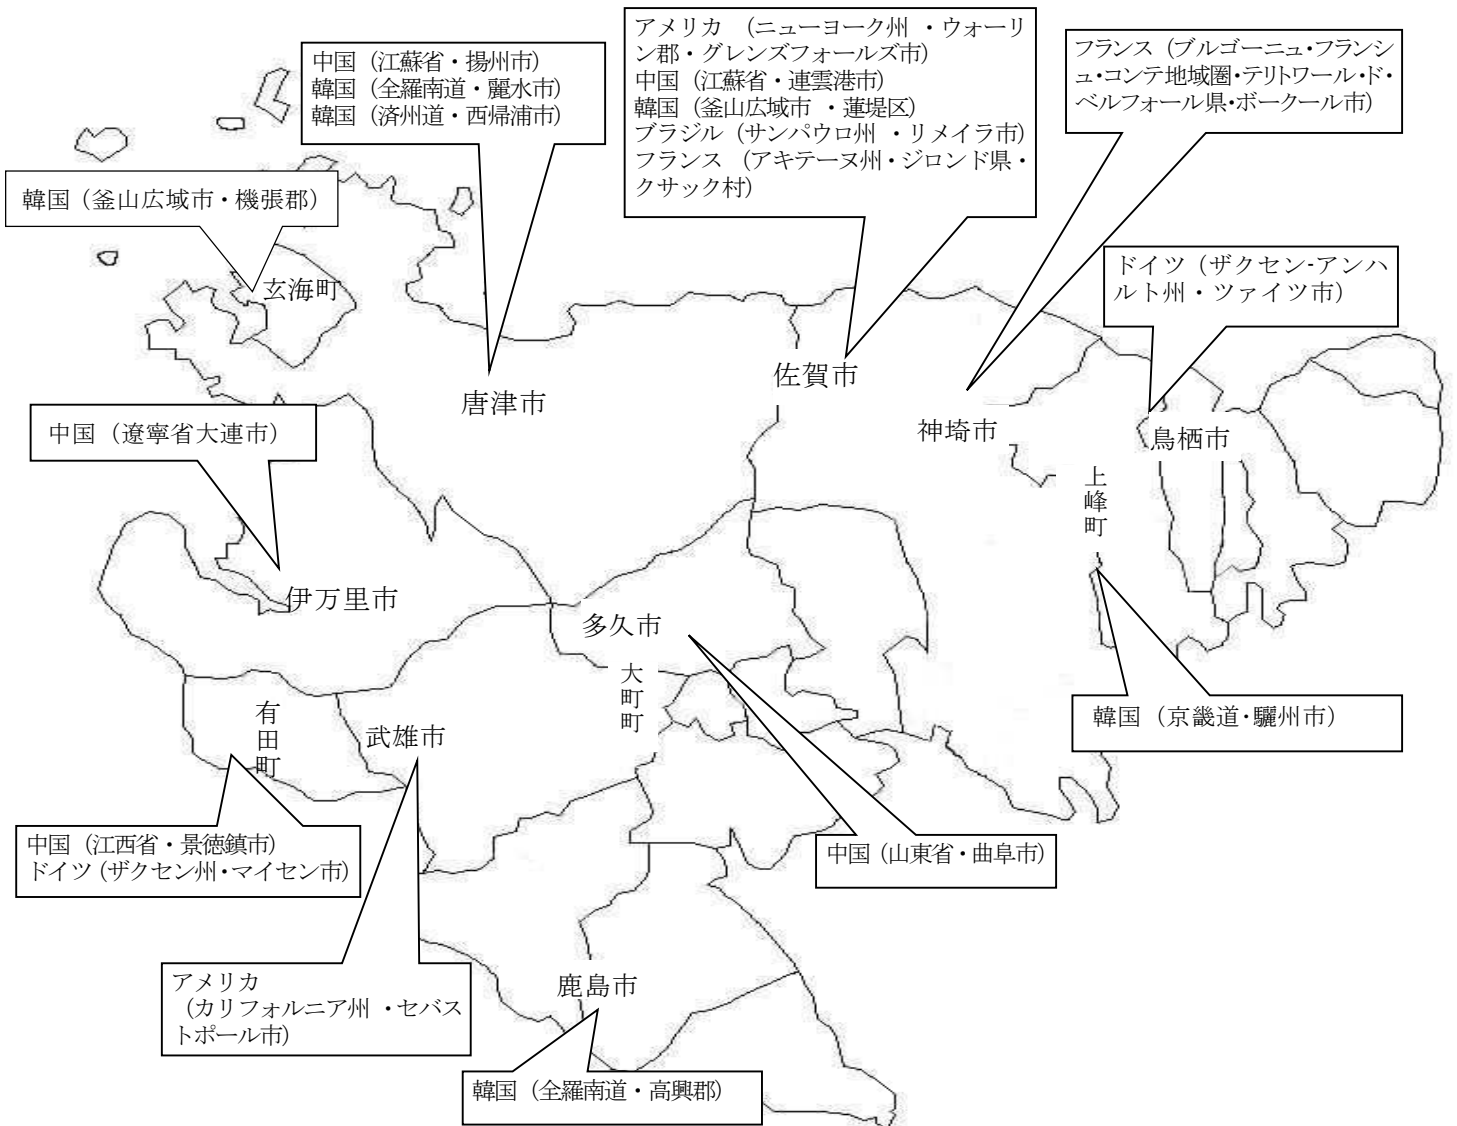 アメリカ （ニューヨーク州 ・ウォーリ
ン郡・グレンズフォールズ市）
中国（江蘇省・連雲港市）
韓国（釜山広域市 ・蓮堤区）
ブラジル（サンパウロ州 ・リメイラ市）
フランス （アキテーヌ州・ジロンド県・
クサック村）
フランス（ブルゴーニュ・フランシ
ュ・コンテ地域圏・テリトワール・ド・
ベルフォール県・ボークール市）
中国（江蘇省・揚州市）
韓国（全羅南道・麗水市）
韓国（済州道・西帰浦市）
韓国（釜山広域市・機張郡）
ドイツ（ザクセン-アンハ
ルト州・ツァイツ市）
玄海町
佐賀市
唐津市
神埼市
鳥栖市
中国（遼寧省大連市）
上峰町
伊万里市
多久市
大町町
韓国（京畿道・驪州市）
有田町
武雄市
中国（江西省・景徳鎮市）
ドイツ（ザクセン州・マイセン市）
中国（山東省・曲阜市）
アメリカ
（カリフォルニア州 ・セバス
トポール市）
鹿島市
韓国（全羅南道・高興郡）